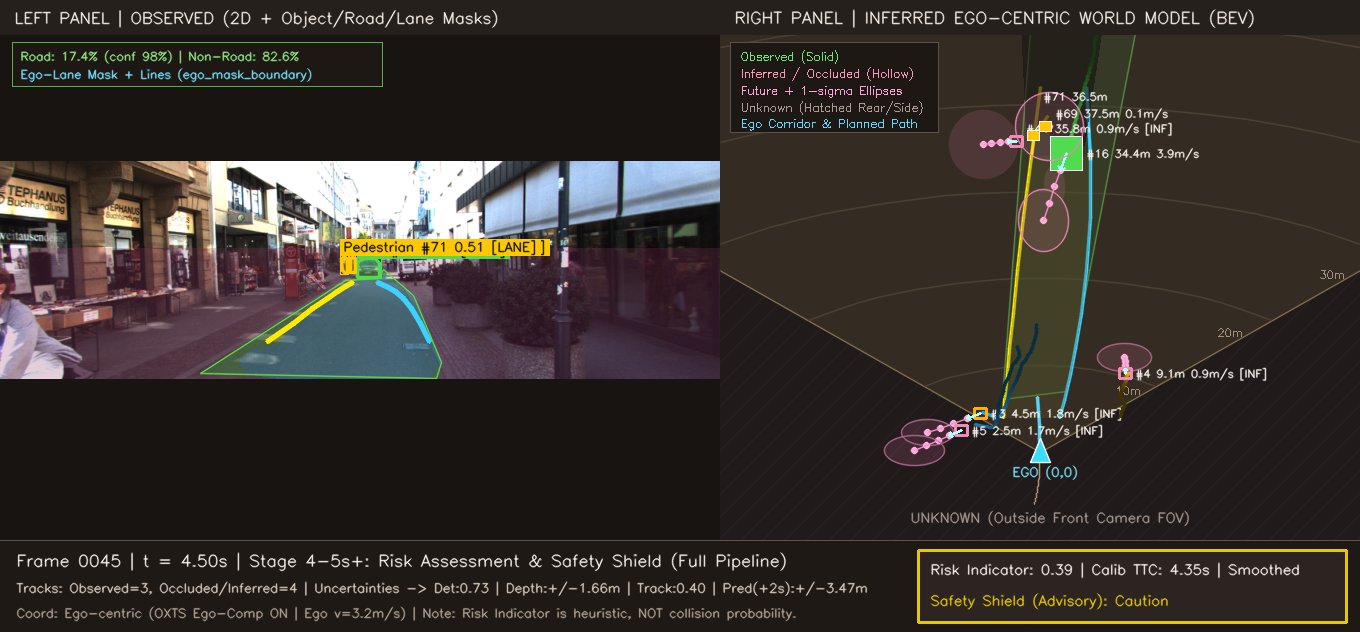 LEFT PANEL | OBSERVED (2D + Object/Road/Lane Masks)
Road: 17.4% (conf 98%) | Non-Road: 82.6%
Ego-Lane Mask + Lines (ego_mask_boundary)
TEPHANUS
Buchhandlung
weitausend
TEPHANUS
Buchhandlung
Pedestrian #71 0.51 [LANE] ]
RIGHT PANEL | INFERRED EGO-CENTRIC WORLD MODEL (BEV)
Observed (Solid)
Inferred / Occluded (Hollow)
Future + 1-sigma Ellipses
Unknown (Hatched Rear/Side)
Ego Corridor & Planned Path
#71 36.5m
#69 37.5m 0.1m/s
35.8m 0.9m/s [INF]
#16 34.4m 3.9m/s
30m
20m
#4 9.1m 0.9m/s [INF]
10m
#3 4.5m 1.8m/s [INF]
#5 2.5m 1.7m/s [INF]
EGO (0,0)
UNKNOWN (Outside Front Camera FOV)
Frame 0045 | t = 4.50s | Stage 4-5s+: Risk Assessment & Safety Shield (Full Pipeline)
Tracks: Observed=3, Occluded/Inferred=4 | Uncertainties -> Det:0.73 | Depth:+/-1.66m | Track:0.40 | Pred(+2s):+/-3.47m
Coord: Ego-centric (OXTS Ego-Comp ON | Ego v=3.2m/s) | Note: Risk Indicator is heuristic, NOT collision probability.
Risk Indicator: 0.39 | Calib TTC: 4.35s | Smoothed
Safety Shield (Advisory): Caution